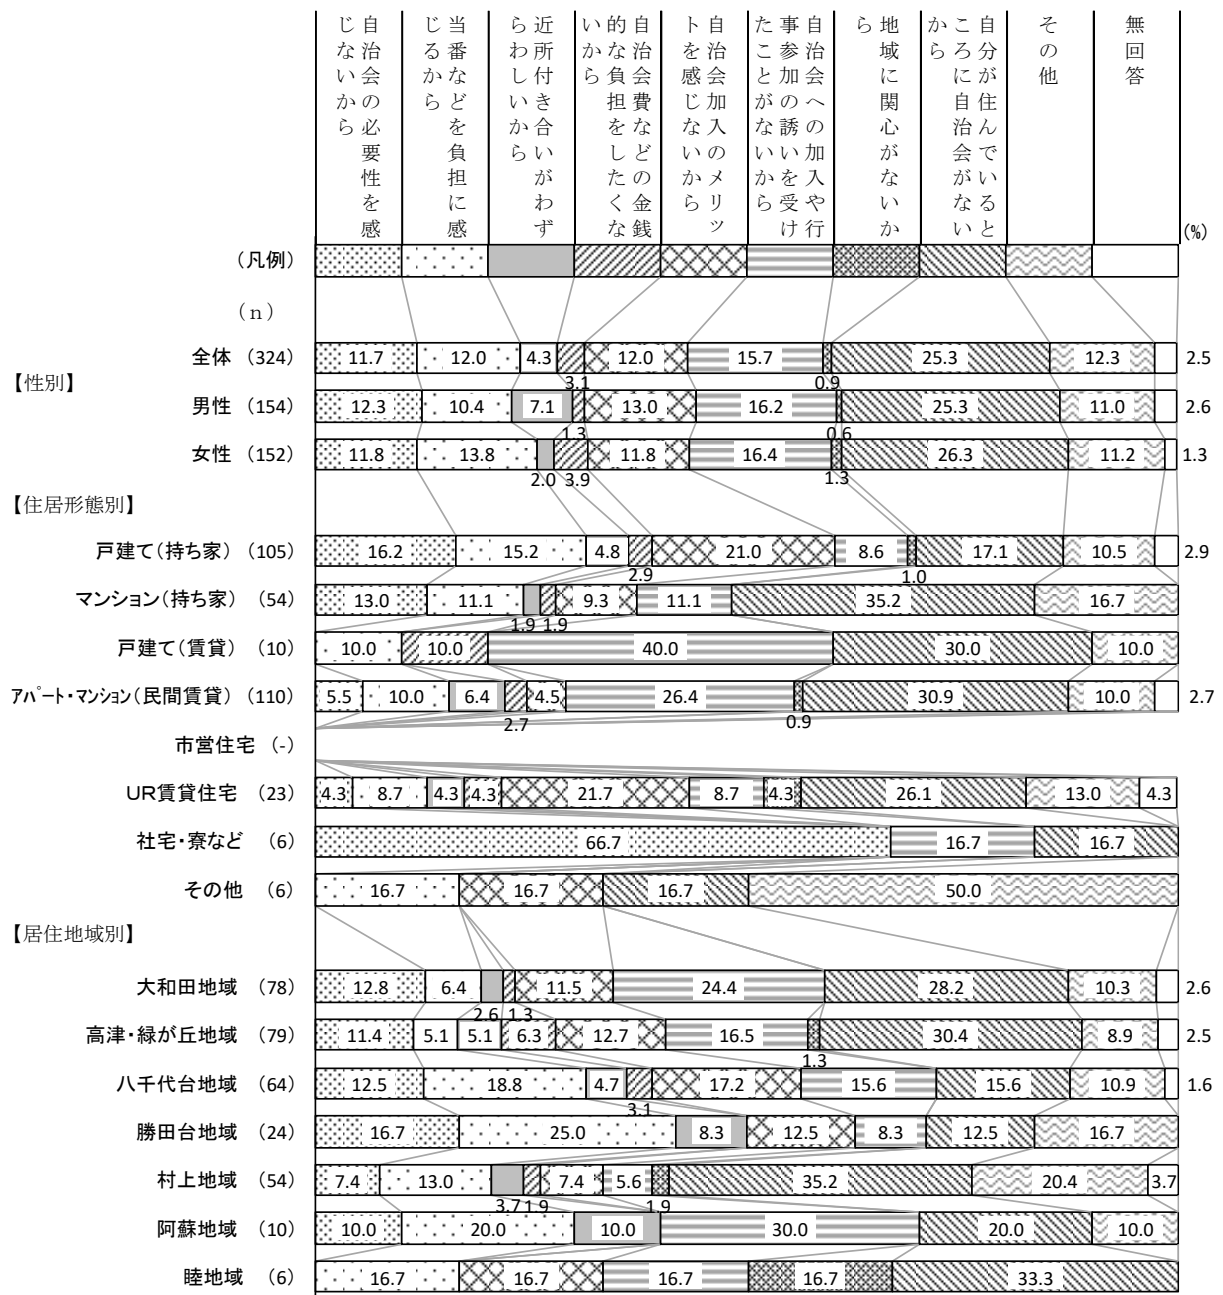 自治会の必要性を感
じないから
当番などを負担に感
じるから
近所付き合いがわず
らわしいから
自治会費などの金銭
的な負担をしたくな
いから
自治会加入のメリッ
トを感じないから
自治会への加入や行
事参加の誘いを受け
たことがないから
地域に関心がないか
ら
自分が住んでいると
ころに自治会がない
から
その他
無回答
(%)
(凡例)
(n)
全体 (324) 11.7 12.0 4.3 3.1 12.0 15.7 0.9 25.3 12.3 2.5
【性別】
男性 (154) 12.3 10.4 7.1 1.3 13.0 16.2 0.6 25.3 11.0 2.6
女性 (152) 11.8 13.8 2.0 3.9 11.8 16.4 1.3 26.3 11.2 1.3
【住居形態別】
戸建て(持ち家) (105) 16.2 15.2 4.8 2.9 21.0 8.6 1.0 17.1 10.5 2.9
マンション(持ち家) (54) 13.0 11.1 1.9 1.9 9.3 11.1 35.2 16.7
戸建て(賃貸) (10) 10.0 10.0 40.0 30.0 10.0
ｱﾊﾟｰﾄ・ﾏﾝｼｮﾝ(民間賃貸) (110) 5.5 10.0 6.4 2.7 4.5 26.4 0.9 30.9 10.0 2.7
市営住宅 (-)
UR賃貸住宅 (23) 4.3 8.7 4.3 4.3 21.7 8.7 4.3 26.1 13.0 4.3
社宅・寮など (6) 66.7 16.7 16.7
その他 (6) 16.7 16.7 16.7 50.0
【居住地域別】
大和田地域 (78) 12.8 6.4 2.6 1.3 11.5 24.4 28.2 10.3 2.6
高津・緑が丘地域 (79) 11.4 5.1 5.1 6.3 12.7 16.5 1.3 30.4 8.9 2.5
八千代台地域 (64) 12.5 18.8 4.7 3.1 17.2 15.6 15.6 10.9 1.6
勝田台地域 (24) 16.7 25.0 8.3 12.5 8.3 12.5 16.7
村上地域 (54) 7.4 13.0 3.7 1.9 7.4 5.6 1.9 35.2 20.4 3.7
阿蘇地域 (10) 10.0 20.0 10.0 30.0 20.0 10.0
睦地域 (6) 16.7 16.7 16.7 16.7 33.3